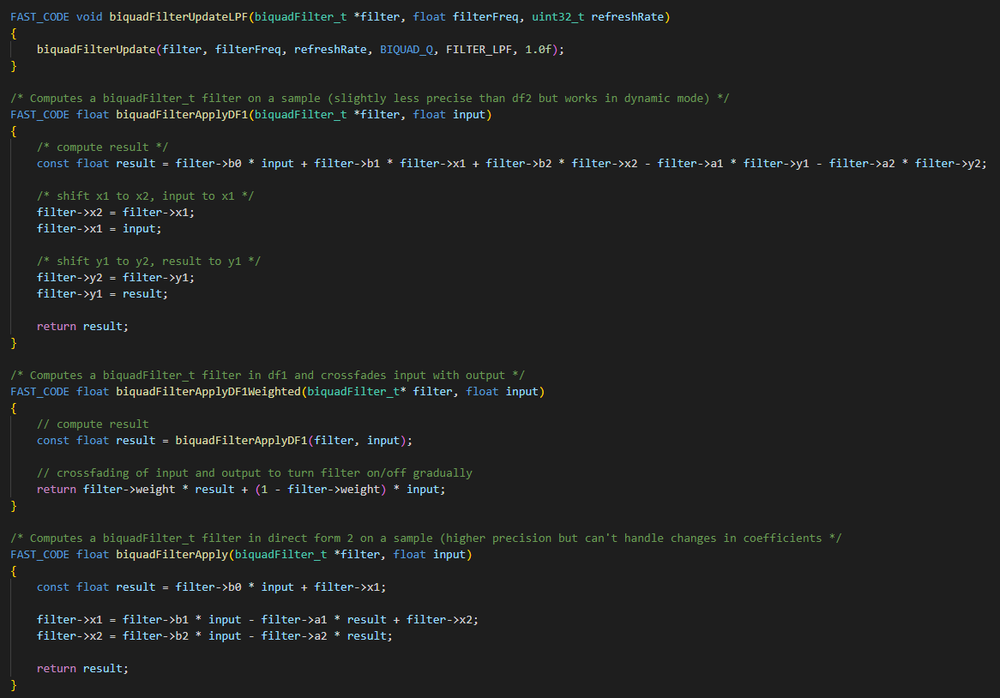 FAST_CODE void biquadFilterUpdateLPF(biquadFilter_t *filter, float filterFreq, uint32_t refreshRate)
{
    biquadFilterUpdate(filter, filterFreq, refreshRate, BIQUAD_Q, FILTER_LPF, 1.0f);
}

/* Computes a biquadFilter_t filter on a sample (slightly less precise than df2 but works in dynamic mode) */
FAST_CODE float biquadFilterApplyDF1(biquadFilter_t *filter, float input)
{
    /* compute result */
    const float result = filter->b0 * input + filter->b1 * filter->x1 + filter->b2 * filter->x2 - filter->a1 * filter->y1 - filter->a2 * filter->y2;

    /* shift x1 to x2, input to x1 */
    filter->x2 = filter->x1;
    filter->x1 = input;

    /* shift y1 to y2, result to y1 */
    filter->y2 = filter->y1;
    filter->y1 = result;

    return result;
}

/* Computes a biquadFilter_t filter in df1 and crossfades input with output */
FAST_CODE float biquadFilterApplyDF1Weighted(biquadFilter_t* filter, float input)
{
    // compute result
    const float result = biquadFilterApplyDF1(filter, input);

    // crossfading of input and output to turn filter on/off gradually
    return filter->weight * result + (1 - filter->weight) * input;
}

/* Computes a biquadFilter_t filter in direct form 2 on a sample (higher precision but can't handle changes in coefficients */
FAST_CODE float biquadFilterApply(biquadFilter_t *filter, float input)
{
    const float result = filter->b0 * input + filter->x1;

    filter->x1 = filter->b1 * input - filter->a1 * result + filter->x2;
    filter->x2 = filter->b2 * input - filter->a2 * result;

    return result;
}